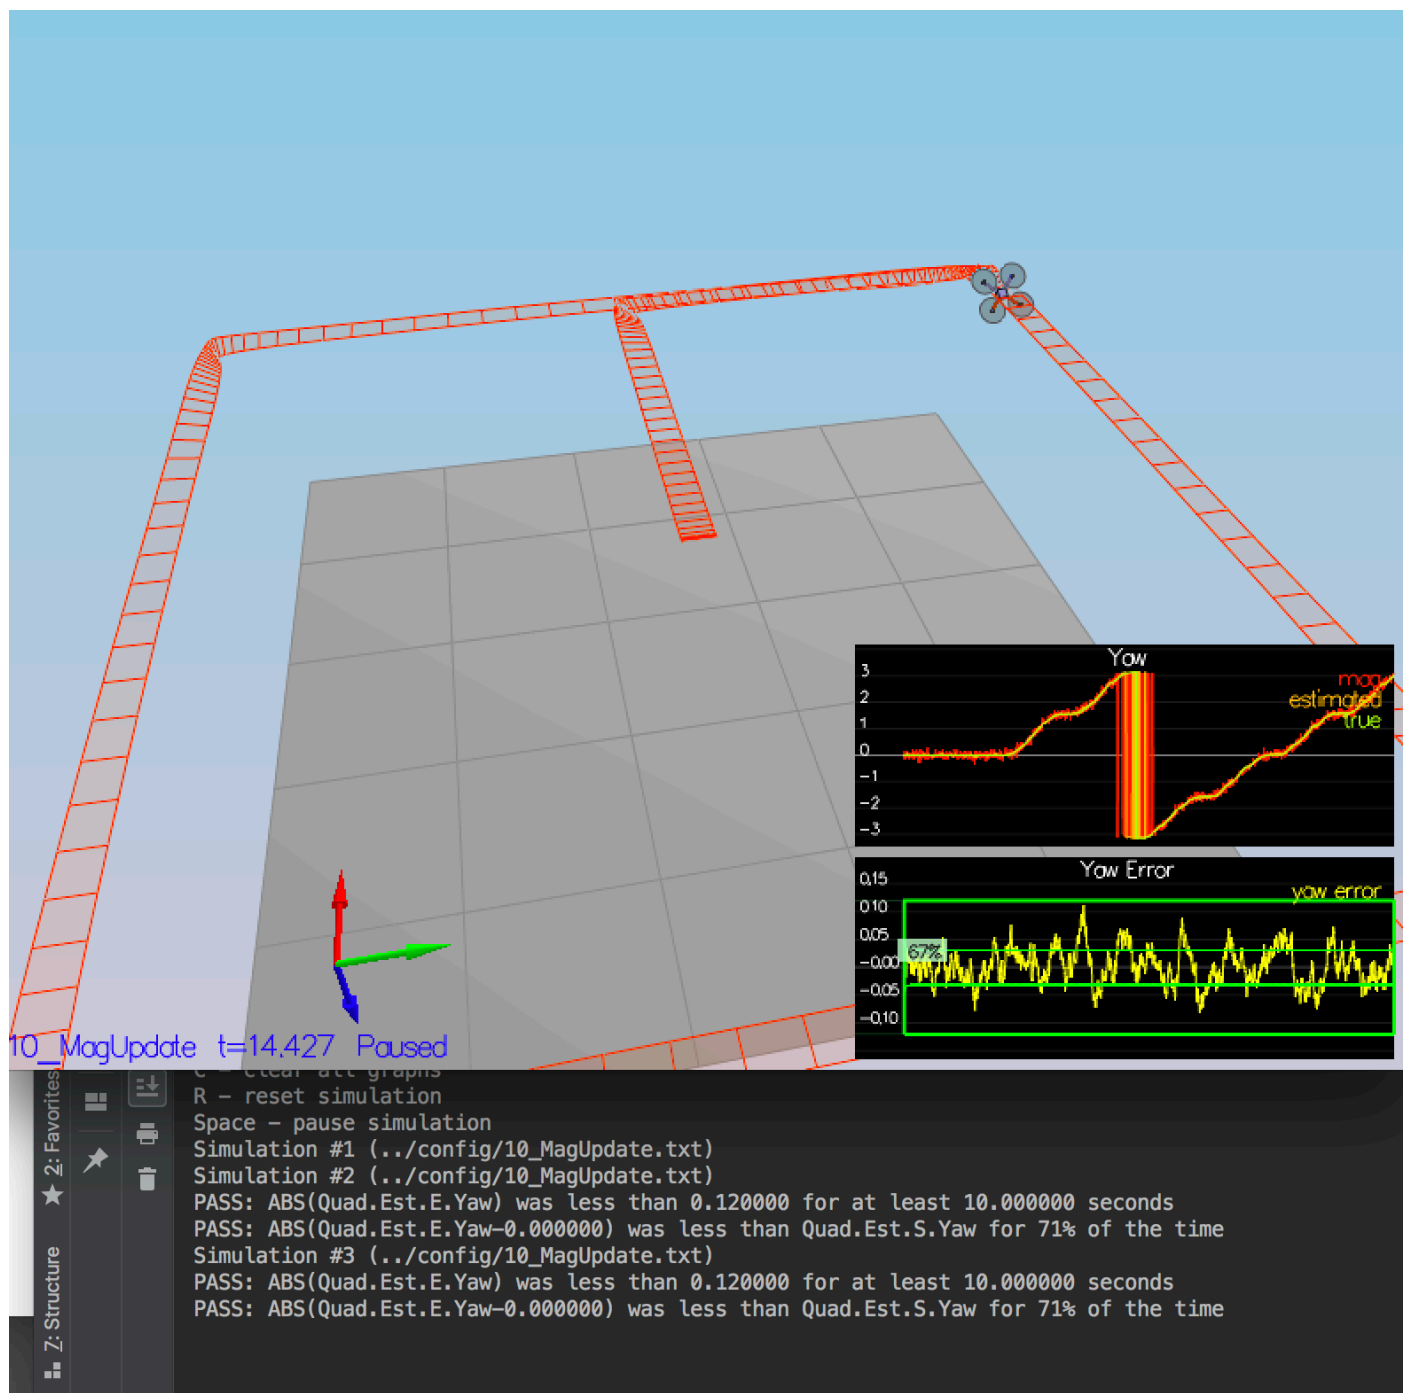 Yaw
3
2
1
0
-1
-2
-3
mag
estimated
true
Yaw Error
0.15
0.10
0.05
-0.00
-0.05
-0.10
yaw error
67%
10_MagUpdate t=14.427 Paused
C - clear all graphs
R - reset simulation
Space - pause simulation
Simulation #1 (../config/10_MagUpdate.txt)
Simulation #2 (../config/10_MagUpdate.txt)
PASS: ABS(Quad.Est.E.Yaw) was less than 0.120000 for at least 10.000000 seconds
PASS: ABS(Quad.Est.E.Yaw-0.000000) was less than Quad.Est.S.Yaw for 71% of the time
Simulation #3 (../config/10_MagUpdate.txt)
PASS: ABS(Quad.Est.E.Yaw) was less than 0.120000 for at least 10.000000 seconds
PASS: ABS(Quad.Est.E.Yaw-0.000000) was less than Quad.Est.S.Yaw for 71% of the time
2: Favorites
Z: Structure